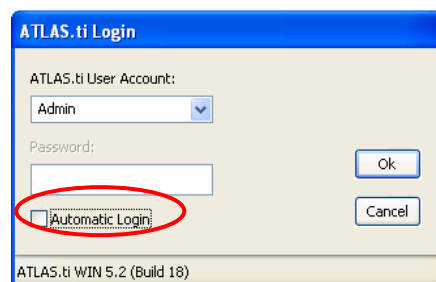 ATLAS.ti Login
ATLAS.ti User Account:
Admin
Password:
Ok
Automatic Login
Cancel
ATLAS.ti WIN 5.2 (Build 18)